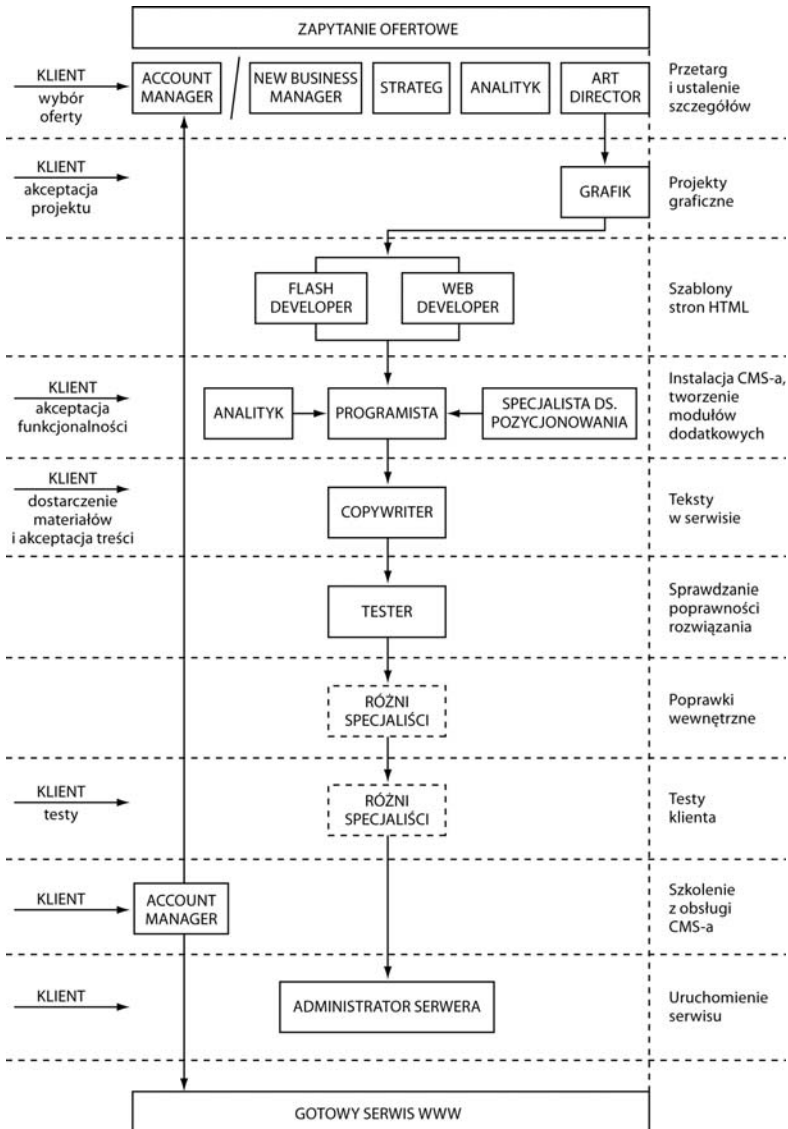 ZAPYTANIE OFERTOWE
KLIENT
wybór
oferty
ACCOUNT
MANAGER
/
NEW BUSINESS
MANAGER
STRATEG
ANALITYK
ART
DIRECTOR
Przetarg
i ustalenie
szczegółów
KLIENT
akceptacja
projektu
GRAFIK
Projekty
graficzne
FLASH
DEVELOPER
WEB
DEVELOPER
Szablony
stron HTML
KLIENT
akceptacja
funkcjonalności
ANALITYK
PROGRAMISTA
SPECJALISTA DS.
POZYCJONOWANIA
Instalacja CMS-a,
tworzenie
modułów
dodatkowych
KLIENT
dostarczenie
materiałów
i akceptacja treści
COPYWRITER
Teksty
w serwisie
TESTER
Sprawdzanie
poprawności
rozwiązania
RÓŻNI
SPECJALIŚCI
Poprawki
wewnętrzne
KLIENT
testy
RÓŻNI
SPECJALIŚCI
Testy
klienta
KLIENT
ACCOUNT
MANAGER
Szkolenie
z obsługi
CMS-a
KLIENT
ADMINISTRATOR SERWERA
Uruchomienie
serwisu
GOTOWY SERWIS WWW